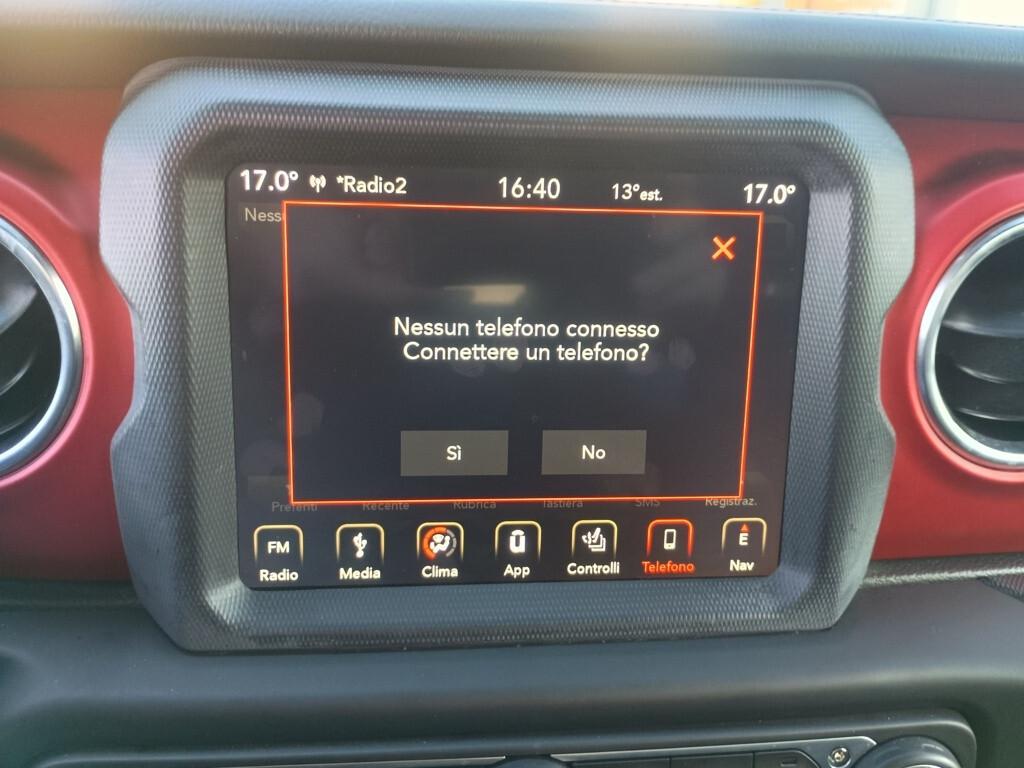 17.0° *Radio2 16:40 13°est. 17.0°
Ness
Nessun telefono connesso
Connettere un telefono?
Sì No
Preferiti Recente Rubrica Tastiera SMS Registraz.
FM E
Radio Media Clima App Controlli Telefono Nav